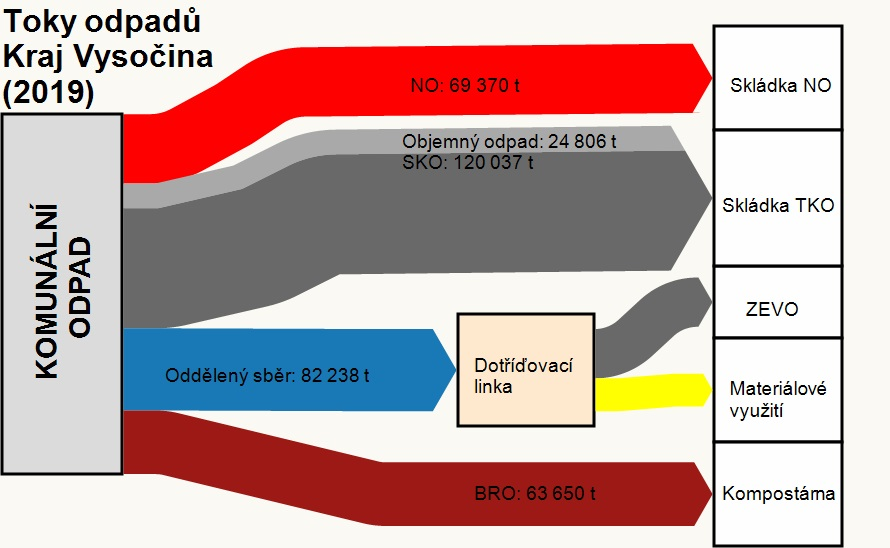 Toky odpadů
Kraj Vysočina
(2019)
KOMUNÁLNÍ
ODPAD
NO: 69 370 t
Skládka NO
Objemný odpad: 24 806 t
SKO: 120 037 t
Skládka TKO
ZEVO
Oddělený sběr: 82 238 t
Dotříďovací
linka
Materiálové
využití
BRO: 63 650 t
Kompostárna